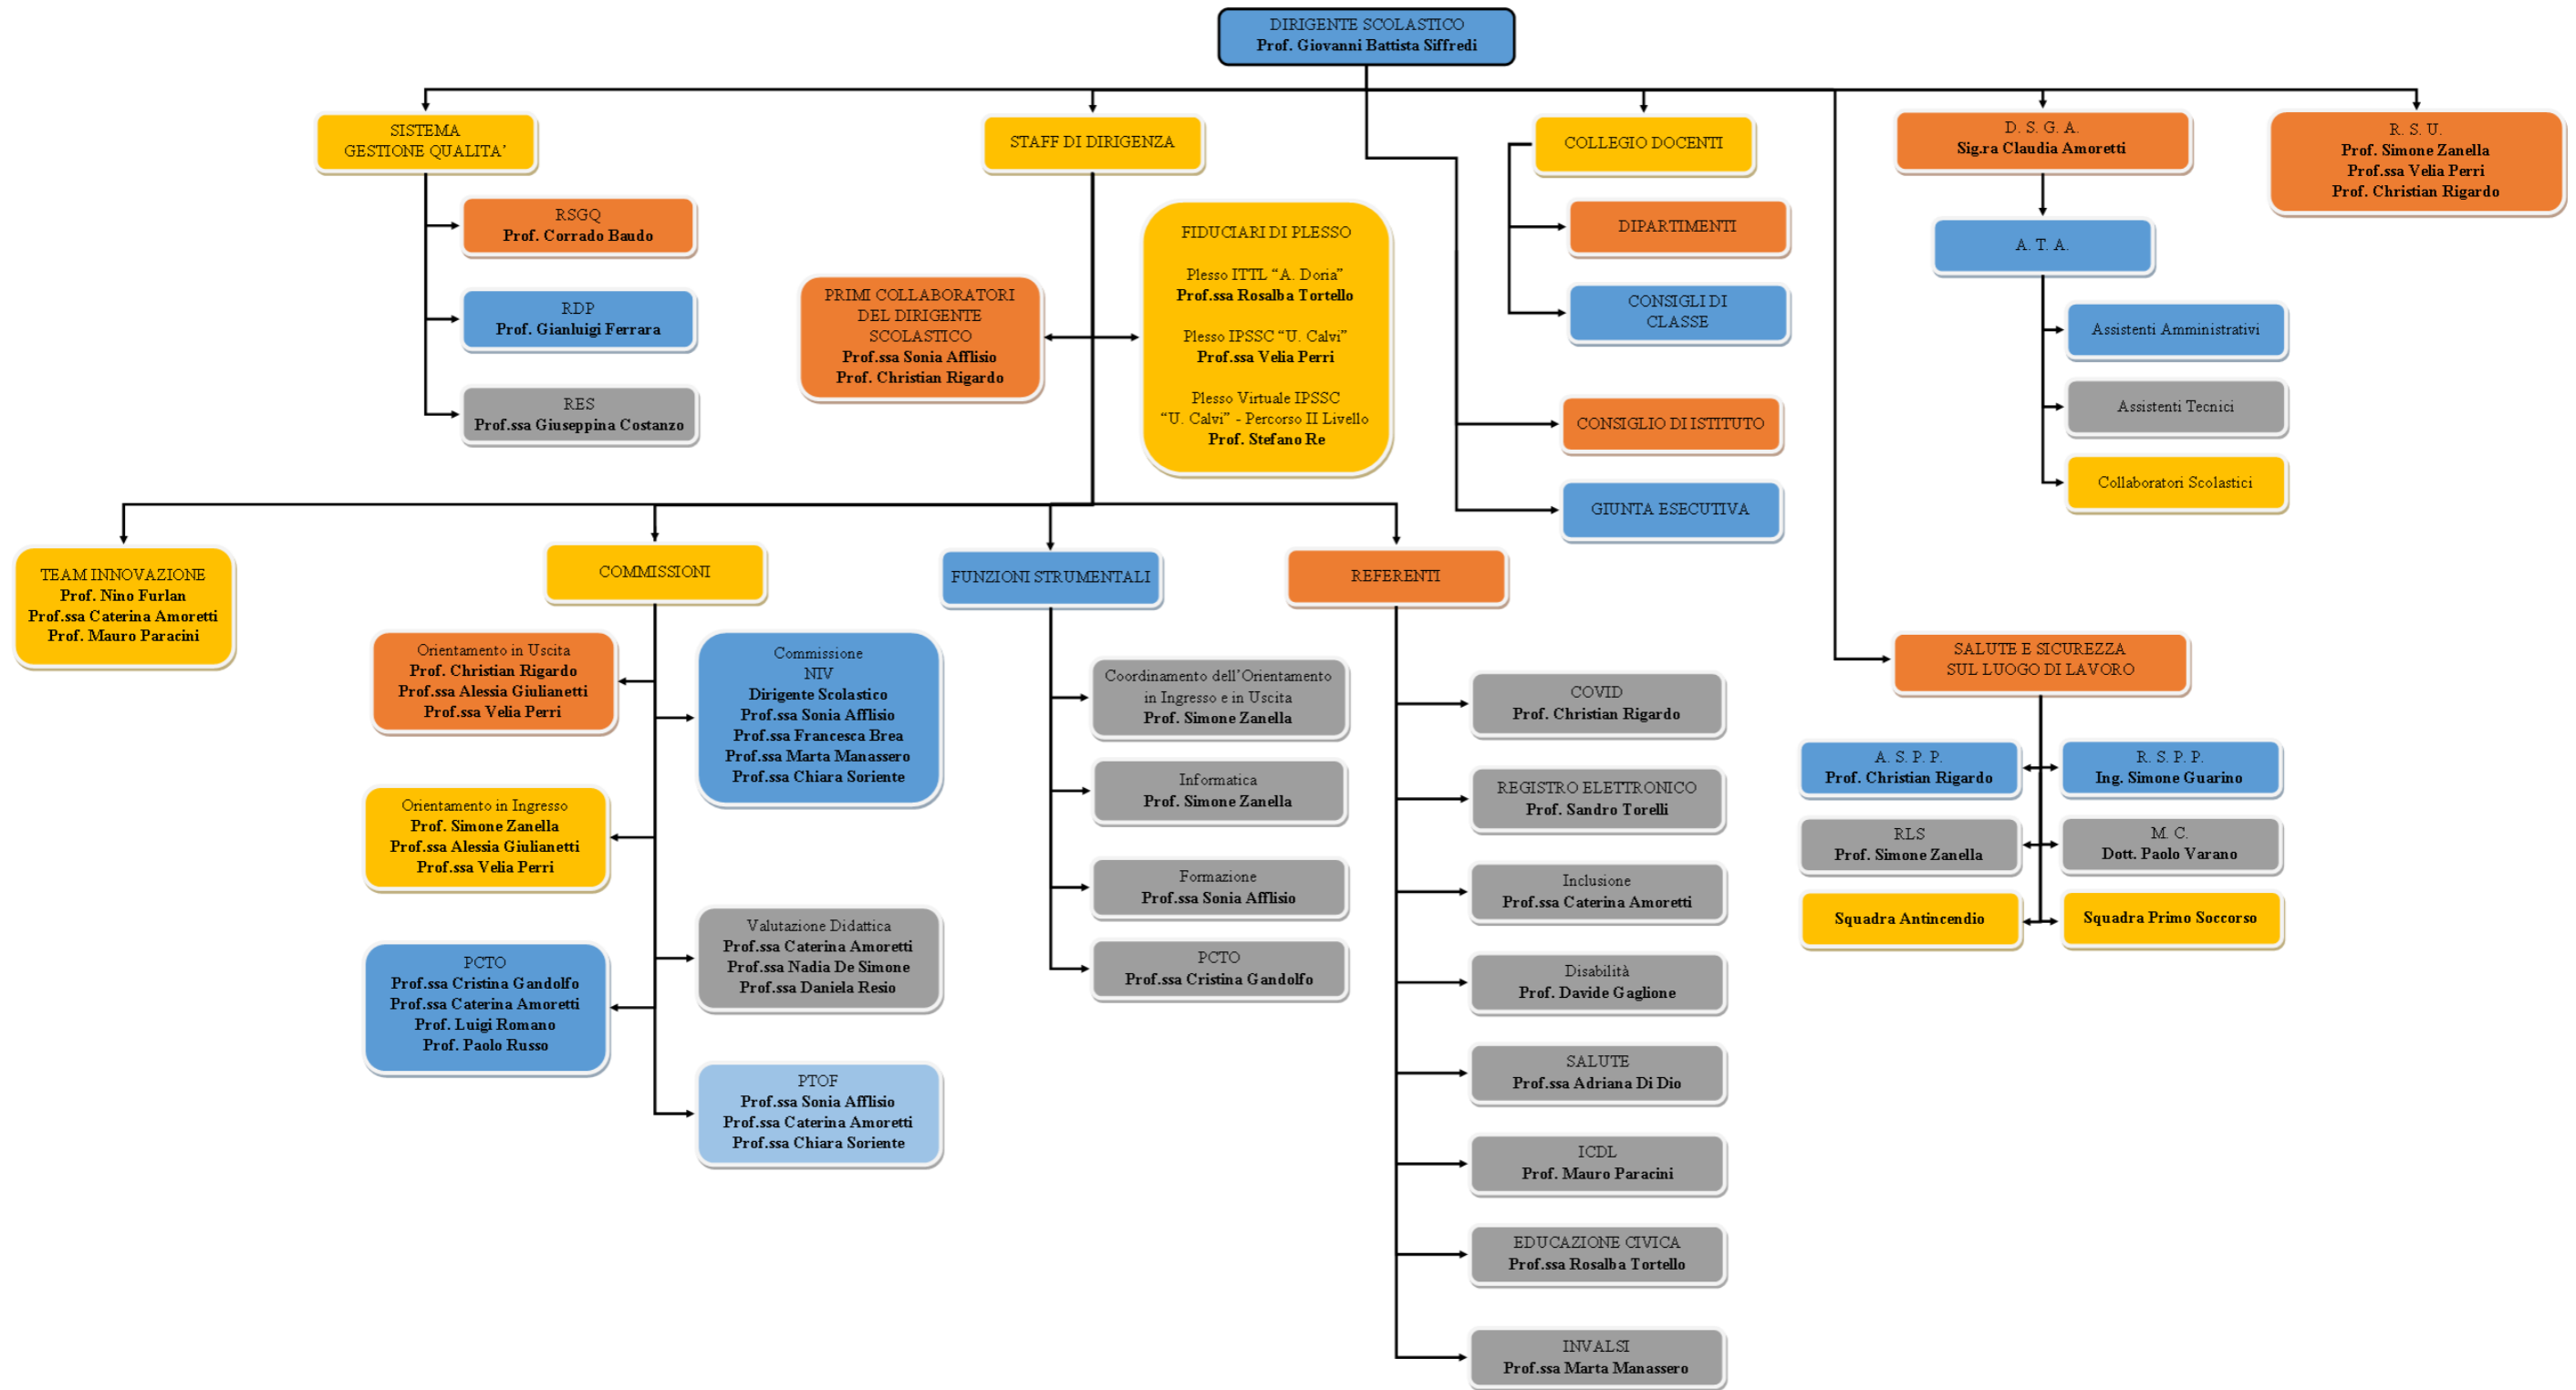 DIRIGENTE SCOLASTICO
Prof. Giovanni Battista Siffredi
SISTEMA
GESTIONE QUALITA’
STAFF DI DIRIGENZA
COLLEGIO DOCENTI
D. S. G. A.
Sig.ra Claudia Amoretti
R. S. U.
Prof. Simone Zanella
Prof.ssa Velia Perri
Prof. Christian Rigardo
RSGQ
Prof. Corrado Baudo
RDP
Prof. Gianluigi Ferrara
RES
Prof.ssa Giuseppina Costanzo
PRIMI COLLABORATORI
DEL DIRIGENTE
SCOLASTICO
Prof.ssa Sonia Afflisio
Prof. Christian Rigardo
FIDUCIARI DI PLESSO
Plesso ITTL “A. Doria”
Prof.ssa Rosalba Tortello
Plesso IPSSC “U. Calvi”
Prof.ssa Velia Perri
Plesso Virtuale IPSSC
“U. Calvi” - Percorso II Livello
Prof. Stefano Re
DIPARTIMENTI
CONSIGLI DI
CLASSE
CONSIGLIO DI ISTITUTO
GIUNTA ESECUTIVA
A. T. A.
Assistenti Amministrativi
Assistenti Tecnici
Collaboratori Scolastici
TEAM INNOVAZIONE
Prof. Nino Furlan
Prof.ssa Caterina Amoretti
Prof. Mauro Paracini
COMMISSIONI
FUNZIONI STRUMENTALI
REFERENTI
Orientamento in Uscita
Prof. Christian Rigardo
Prof.ssa Alessia Giulianetti
Prof.ssa Velia Perri
Commissione
NIV
Dirigente Scolastico
Prof.ssa Sonia Afflisio
Prof.ssa Francesca Brea
Prof.ssa Marta Manassero
Prof.ssa Chiara Soriente
Orientamento in Ingresso
Prof. Simone Zanella
Prof.ssa Alessia Giulianetti
Prof.ssa Velia Perri
Valutazione Didattica
Prof.ssa Caterina Amoretti
Prof.ssa Nadia De Simone
Prof.ssa Daniela Resio
PCTO
Prof.ssa Cristina Gandolfo
Prof.ssa Caterina Amoretti
Prof. Luigi Romano
Prof. Paolo Russo
PTOF
Prof.ssa Sonia Afflisio
Prof.ssa Caterina Amoretti
Prof.ssa Chiara Soriente
Coordinamento dell’Orientamento
in Ingresso e in Uscita
Prof. Simone Zanella
Informatica
Prof. Simone Zanella
Formazione
Prof.ssa Sonia Afflisio
PCTO
Prof.ssa Cristina Gandolfo
COVID
Prof. Christian Rigardo
REGISTRO ELETTRONICO
Prof. Sandro Torelli
Inclusione
Prof.ssa Caterina Amoretti
Disabilità
Prof. Davide Gaglione
SALUTE
Prof.ssa Adriana Di Dio
ICDL
Prof. Mauro Paracini
EDUCAZIONE CIVICA
Prof.ssa Rosalba Tortello
INVALSI
Prof.ssa Marta Manassero
SALUTE E SICUREZZA
SUL LUOGO DI LAVORO
A. S. P. P.
Prof. Christian Rigardo
R. S. P. P.
Ing. Simone Guarino
RLS
Prof. Simone Zanella
M. C.
Dott. Paolo Varano
Squadra Antincendio
Squadra Primo Soccorso